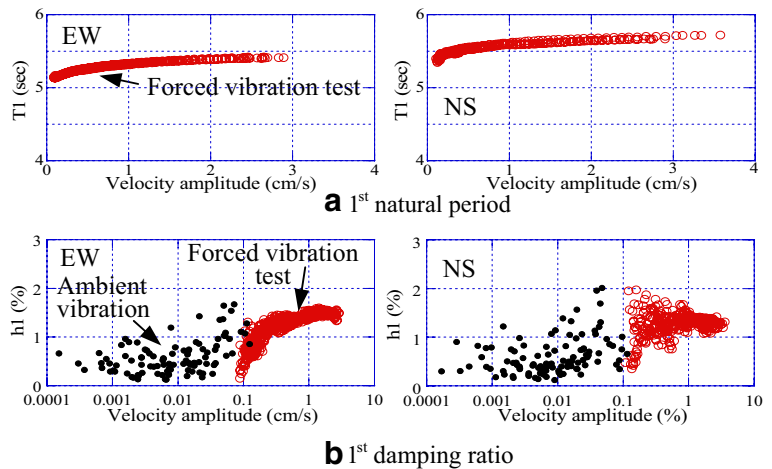 EW
Forced vibration test
T1 (sec)
6
5
4
0 1 2 3 4
Velocity amplitude (cm/s)
NS
T1 (sec)
6
5
4
0 1 2 3 4
Velocity amplitude (cm/s)
a 1st natural period
EW
Forced vibration
test
Ambient
vibration
h1 (%)
3
2
1
0
0.0001 0.001 0.01 0.1 1 10
Velocity amplitude (cm/s)
NS
h1 (%)
3
2
1
0
0.0001 0.001 0.01 0.1 1 10
Velocity amplitude (%)
b 1st damping ratio